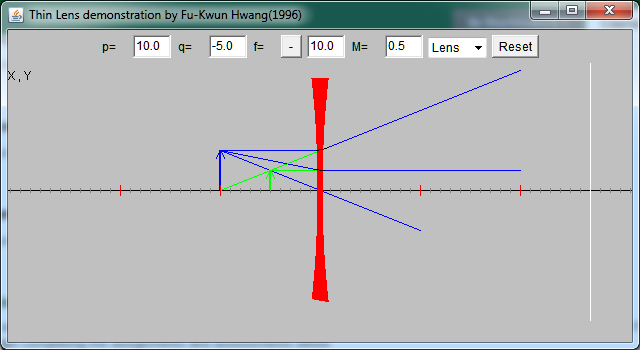 Thin Lens demonstration by Fu-Kwun Hwang(1996)
p= 10.0 q= -5.0 f= - 10.0 M= 0.5 Lens Reset
X,Y